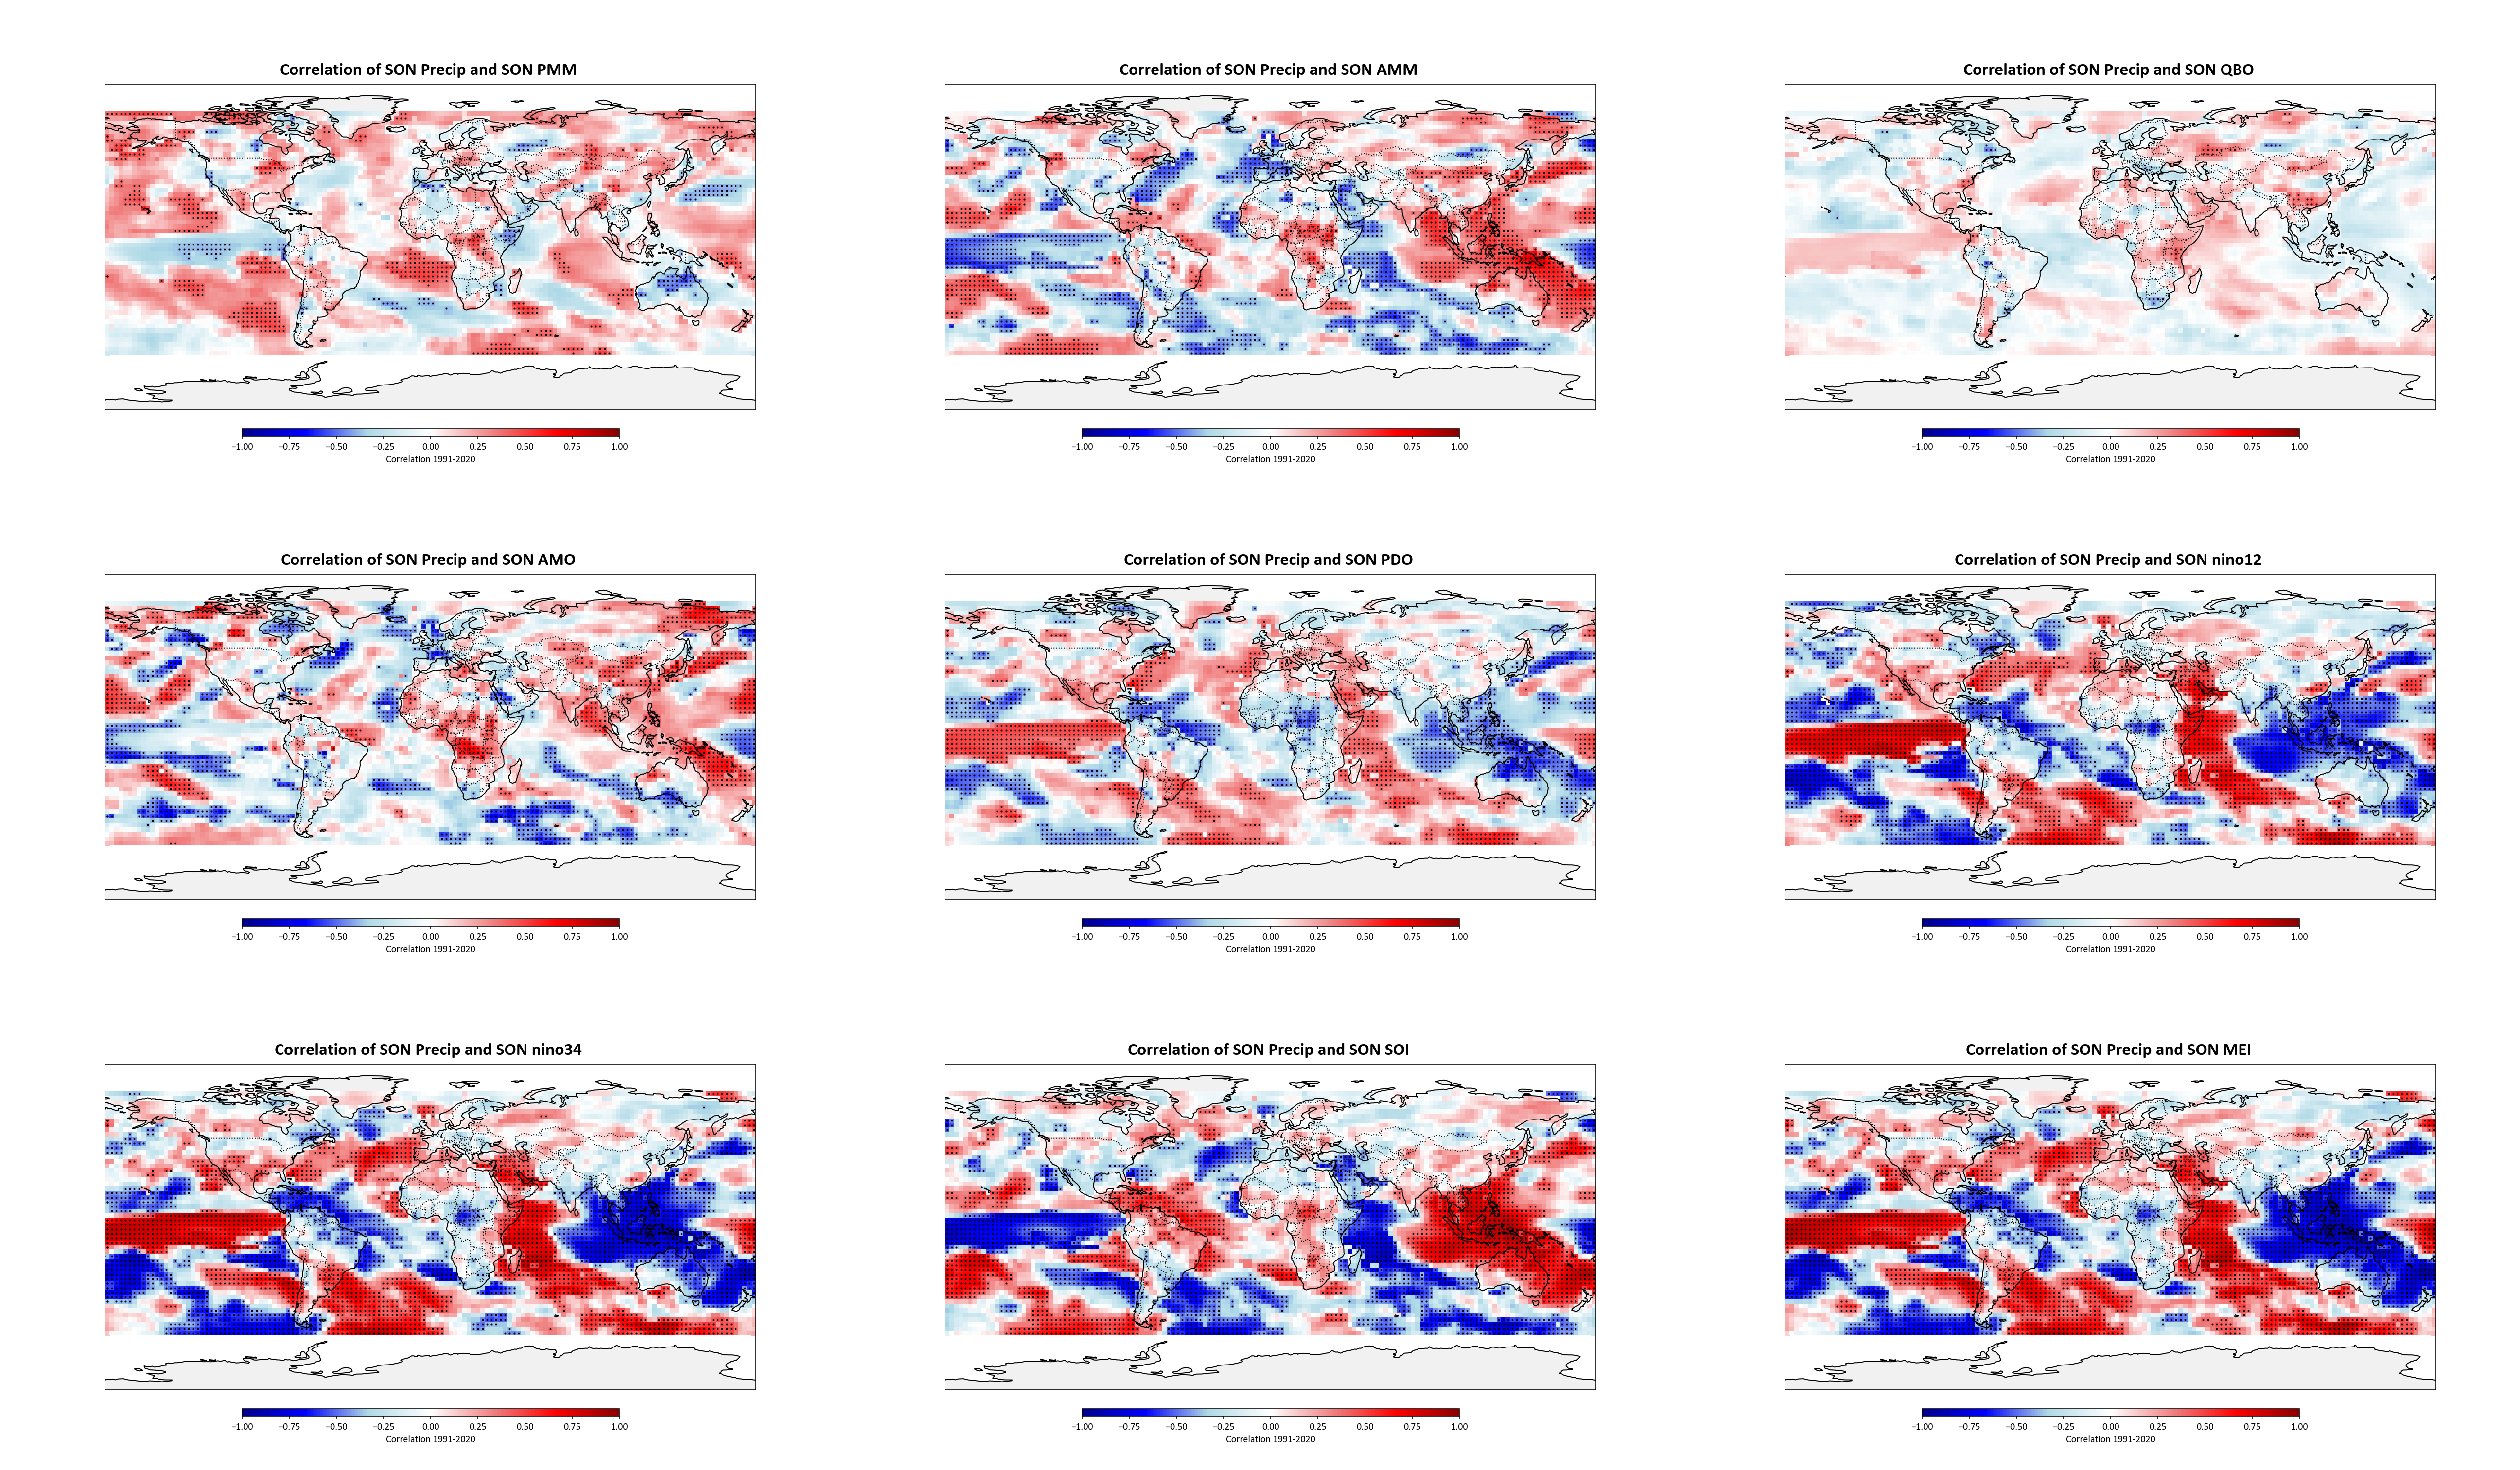 Correlation of SON Precip and SON PMM
Correlation of SON Precip and SON AMM
Correlation of SON Precip and SON QBO
−1.00 −0.75 −0.50 −0.25 0.00 0.25 0.50 0.75 1.00
Correlation 1991-2020
−1.00 −0.75 −0.50 −0.25 0.00 0.25 0.50 0.75 1.00
Correlation 1991-2020
−1.00 −0.75 −0.50 −0.25 0.00 0.25 0.50 0.75 1.00
Correlation 1991-2020
Correlation of SON Precip and SON AMO
Correlation of SON Precip and SON PDO
Correlation of SON Precip and SON nino12
−1.00 −0.75 −0.50 −0.25 0.00 0.25 0.50 0.75 1.00
Correlation 1991-2020
−1.00 −0.75 −0.50 −0.25 0.00 0.25 0.50 0.75 1.00
Correlation 1991-2020
−1.00 −0.75 −0.50 −0.25 0.00 0.25 0.50 0.75 1.00
Correlation 1991-2020
Correlation of SON Precip and SON nino34
Correlation of SON Precip and SON SOI
Correlation of SON Precip and SON MEI
−1.00 −0.75 −0.50 −0.25 0.00 0.25 0.50 0.75 1.00
Correlation 1991-2020
−1.00 −0.75 −0.50 −0.25 0.00 0.25 0.50 0.75 1.00
Correlation 1991-2020
−1.00 −0.75 −0.50 −0.25 0.00 0.25 0.50 0.75 1.00
Correlation 1991-2020